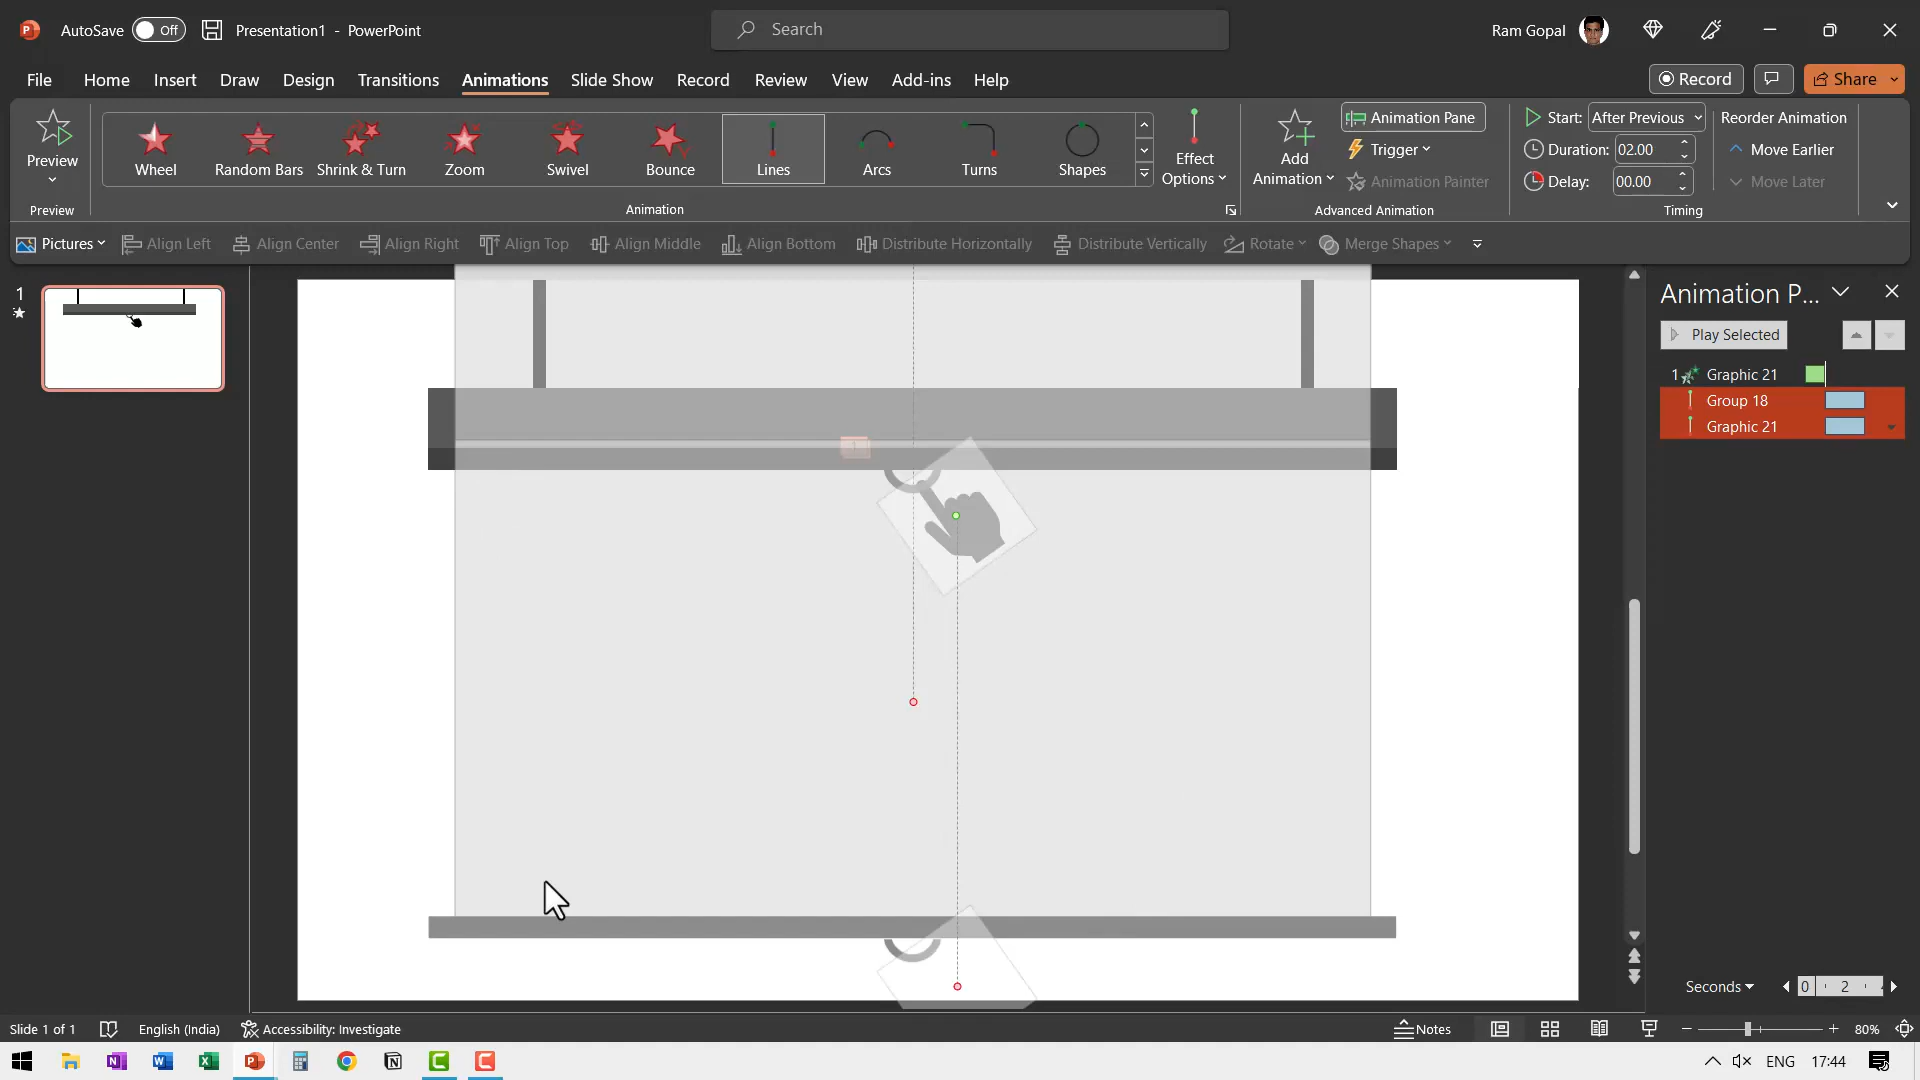 AutoSave Off Presentation1 - PowerPoint Search Ram Gopal
File Home Insert Draw Design Transitions Animations Slide Show Record Review View Add-ins Help Record Share
Preview
Wheel Random Bars Shrink & Turn Zoom Swivel Bounce Lines Arcs Turns Shapes
Effect Options
Add Animation
Animation Pane
Trigger
Animation Painter
Start: After Previous
Duration: 02.00
Delay: 00.00
Reorder Animation
Move Earlier
Move Later
Preview Animation Advanced Animation Timing
Pictures Align Left Align Center Align Right Align Top Align Middle Align Bottom Distribute Horizontally Distribute Vertically Rotate Merge Shapes
1
Animation P...
Play Selected
1 Graphic 21
Group 18
Graphic 21
Seconds 0 2
Slide 1 of 1 English (India) Accessibility: Investigate Notes 80%
ENG 17:44